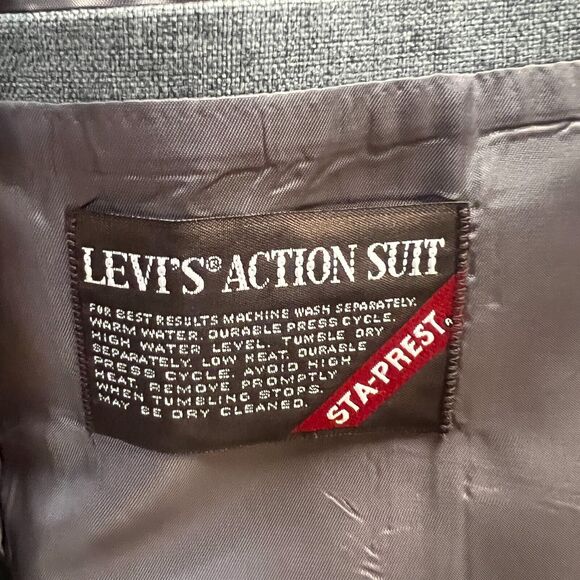 LEVI'S® ACTION SUIT
FOR BEST RESULTS MACHINE WASH SEPARATELY.
WARM WATER. DURABLE PRESS CYCLE.
HIGH WATER LEVEL. TUMBLE DRY
SEPARATELY. LOW HEAT. DURABLE
PRESS CYCLE. AVOID HIGH
HEAT. REMOVE PROMPTLY
WHEN TUMBLING STOPS.
MAY BE DRY CLEANED.
STA-PREST®